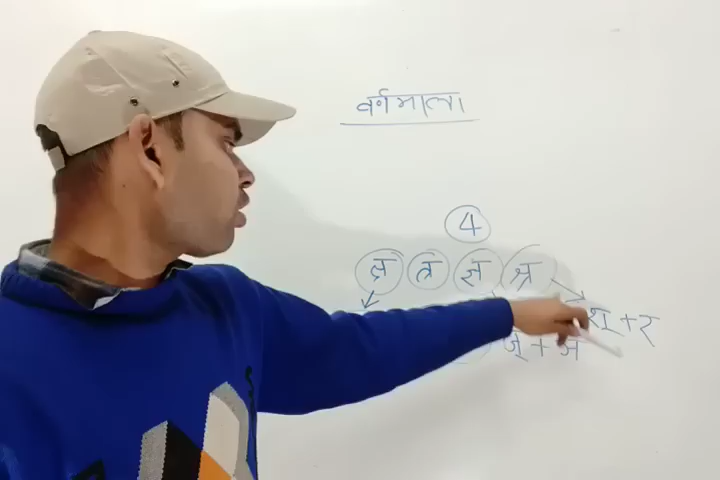 वर्णमाला
4
क्ष त्र ज्ञ श्र
श् + र
ज् + ञ